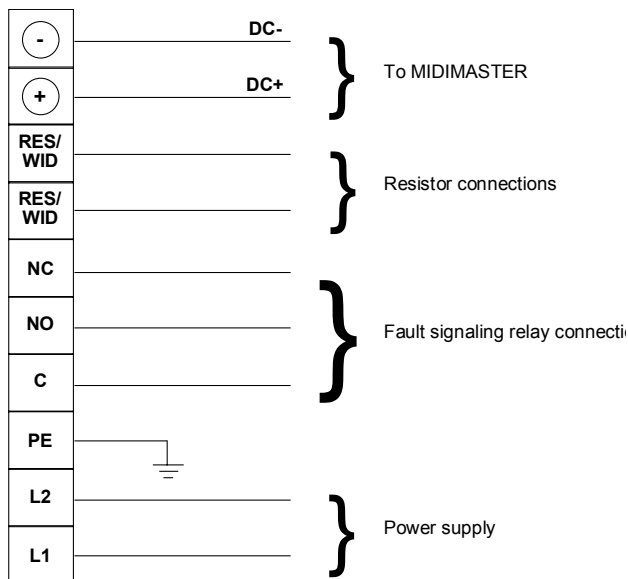 -
DC-
+
DC+
To MIDIMASTER
RES/
WID
RES/
WID
Resistor connections
NC
NO
C
Fault signaling relay
PE
L2
L1
Power supply